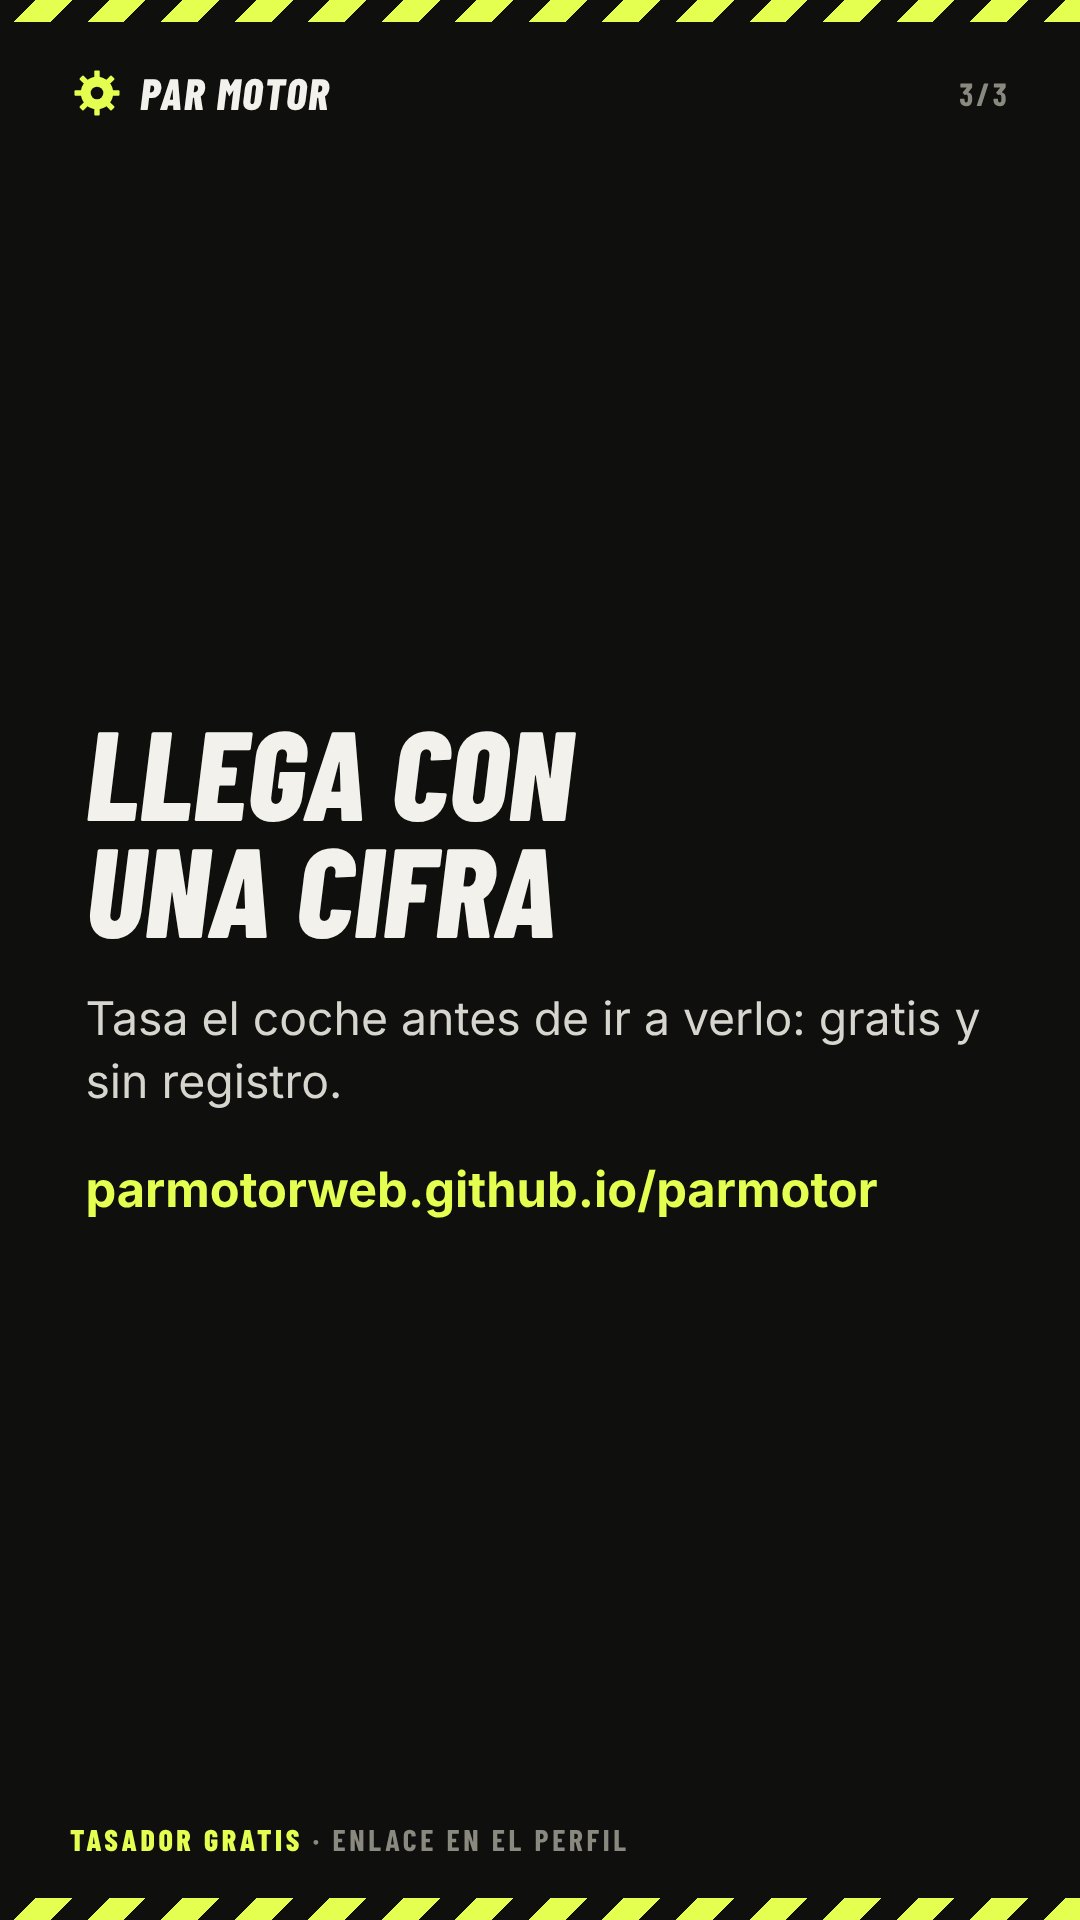 PAR MOTOR
3/3
LLEGA CON
UNA CIFRA
Tasa el coche antes de ir a verlo: gratis y
sin registro.
parmotorweb.github.io/parmotor
TASADOR GRATIS · ENLACE EN EL PERFIL